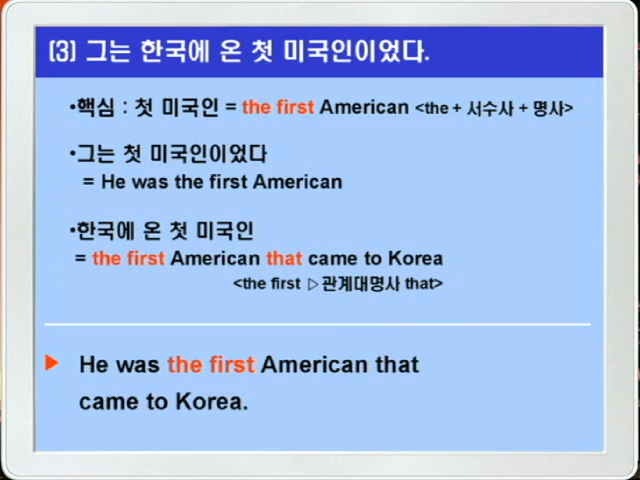 (3) 그는 한국에 온 첫 미국인이었다.
•핵심 : 첫 미국인 = the first American <the + 서수사 + 명사>
•그는 첫 미국인이었다
= He was the first American
•한국에 온 첫 미국인
= the first American that came to Korea
<the first ▷관계대명사 that>
▶ He was the first American that
came to Korea.